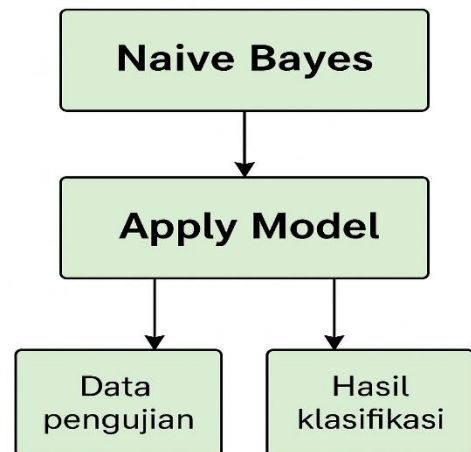 Naive Bayes
Apply Model
Data
pengujian
Hasil
klasifikasi